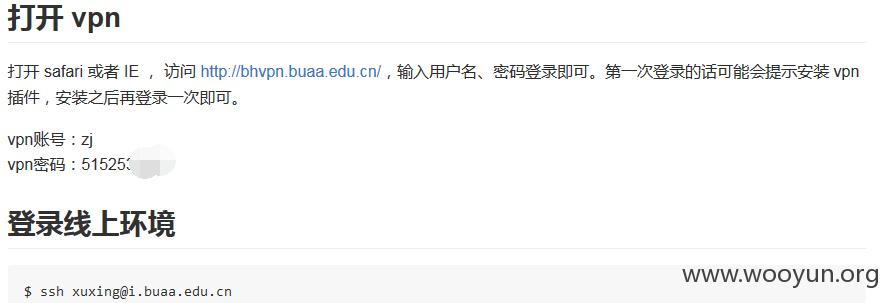 打开 vpn
打开 safari 或者 IE ， 访问 http://bhvpn.buaa.edu.cn/，输入用户名、密码登录即可。第一次登录的话可能会提示安装 vpn
插件，安装之后再登录一次即可。
vpn账号：zj
vpn密码：51525
登录线上环境
$ ssh xuxing@i.buaa.edu.cn
www.wooyun.org